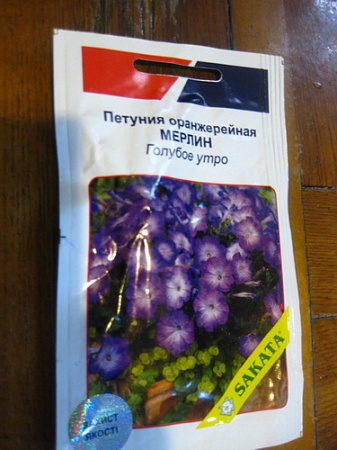 Петуния оранжерейная
МЕРЛИН
Голубое утро
SAKATA
ЗАХИСТ
ЯКОСТІ